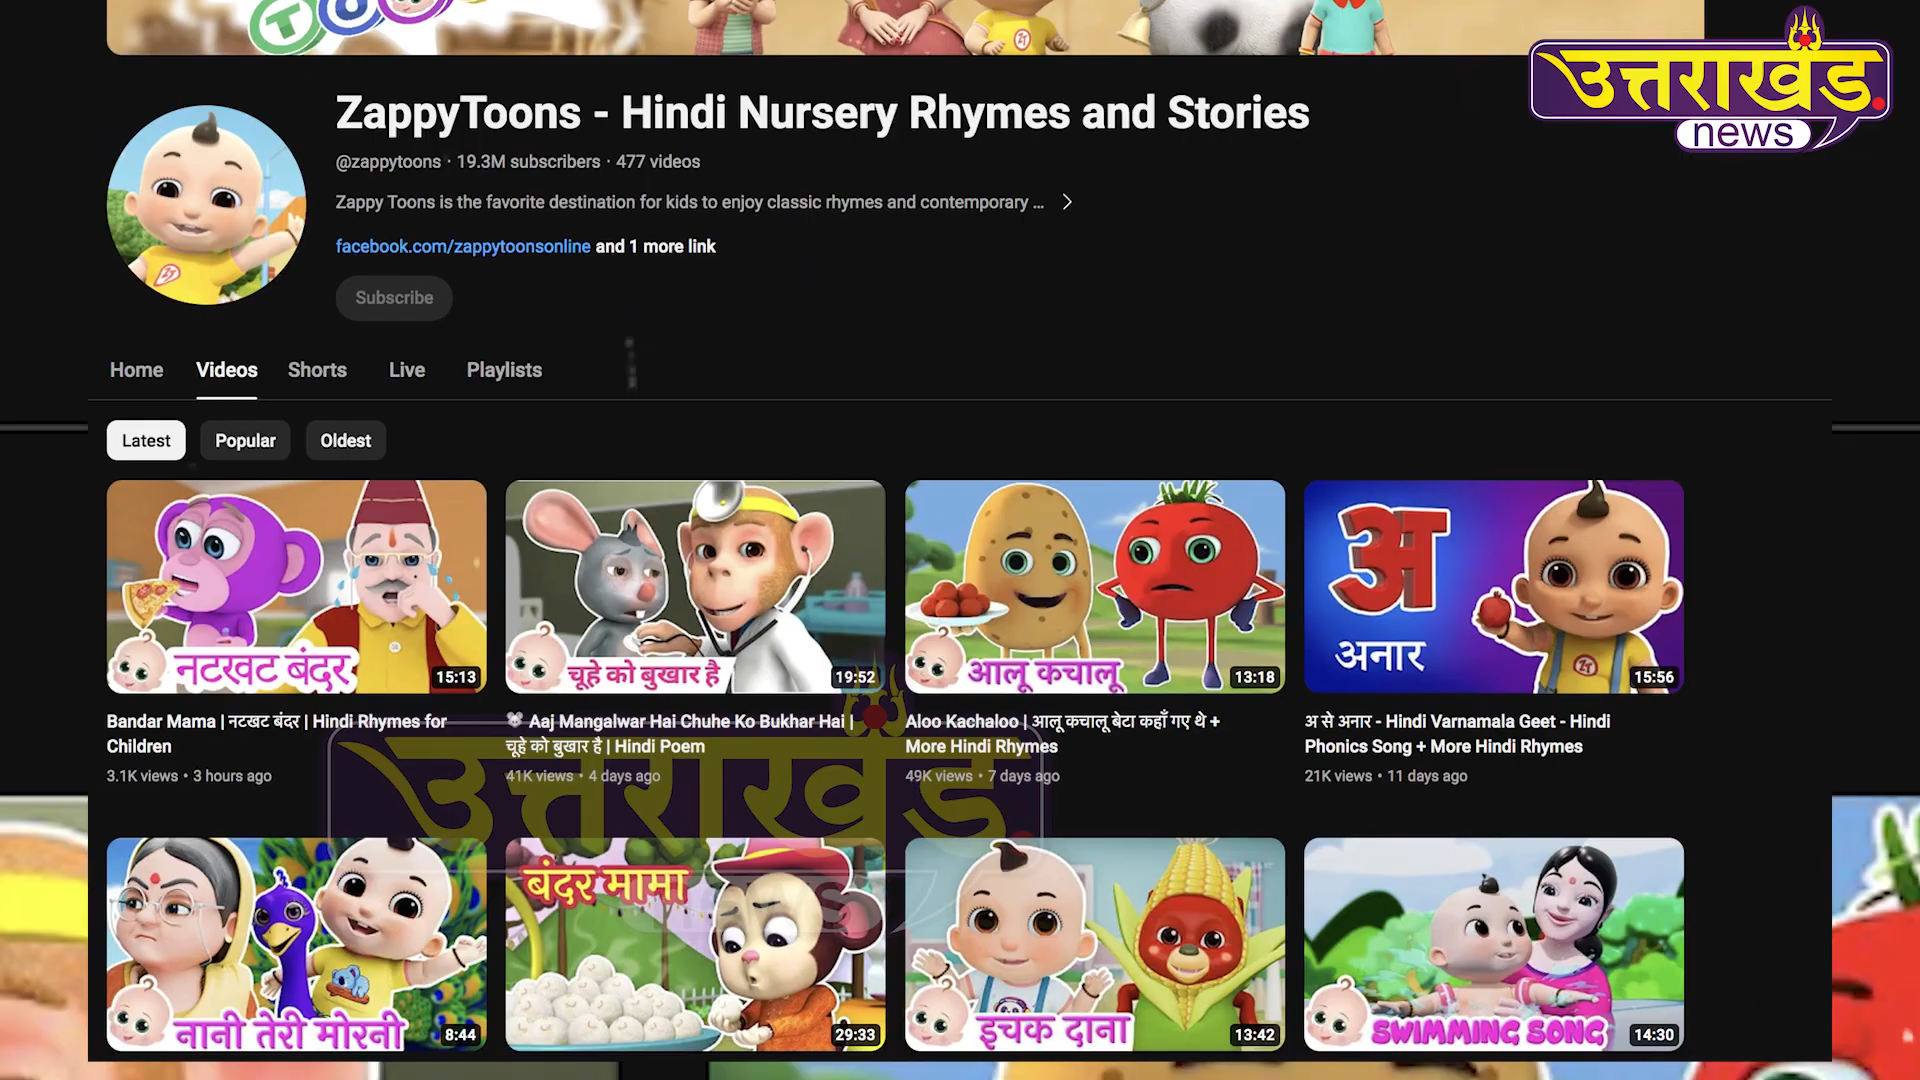 उत्तराखंड
news
ZappyToons - Hindi Nursery Rhymes and Stories
@zappytoons · 19.3M subscribers · 477 videos
Zappy Toons is the favorite destination for kids to enjoy classic rhymes and contemporary ...
facebook.com/zappytoonsonline and 1 more link
Subscribe
Home Videos Shorts Live Playlists
Latest Popular Oldest
नटखट बंदर 15:13
चूहे को बुखार है 19:52
आलू कचालू 13:18
अ
अनार
15:56
Bandar Mama | नटखट बंदर | Hindi Rhymes for
Children
3.1K views • 3 hours ago
🐭 Aaj Mangalwar Hai Chuhe Ko Bukhar Hai |
चूहे को बुखार है | Hindi Poem
41K views • 4 days ago
Aloo Kachaloo | आलू कचालू बेटा कहाँ गए थे +
More Hindi Rhymes
49K views • 7 days ago
अ से अनार - Hindi Varnamala Geet - Hindi
Phonics Song + More Hindi Rhymes
21K views • 11 days ago
उत्तराखंड
news
नानी तेरी मोरनी 8:44
बंदर मामा
29:33
इचक दाना 13:42
SWIMMING SONG 14:30